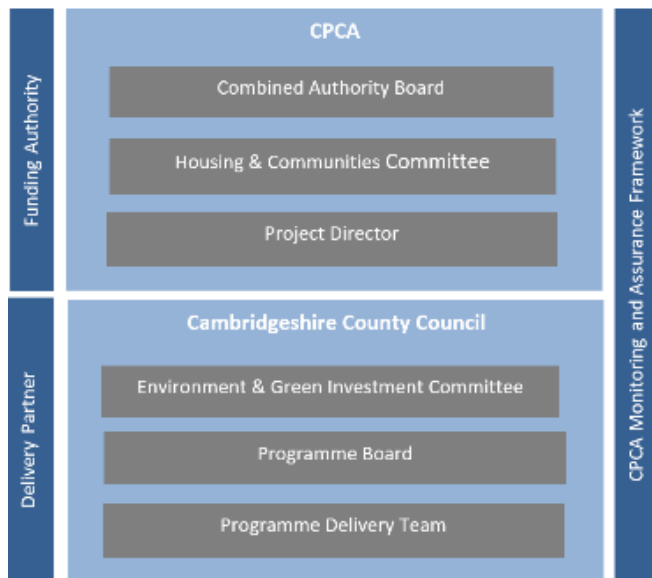 Funding Authority
CPCA
Combined Authority Board
Housing & Communities Committee
Project Director
Delivery Partner
Cambridgeshire County Council
Environment & Green Investment Committee
Programme Board
Programme Delivery Team
CPCA Monitoring and Assurance Framework